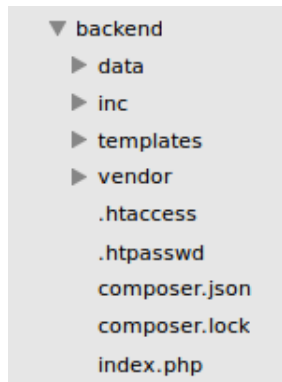 backend
data
inc
templates
vendor
.htaccess
.htpasswd
composer.json
composer.lock
index.php